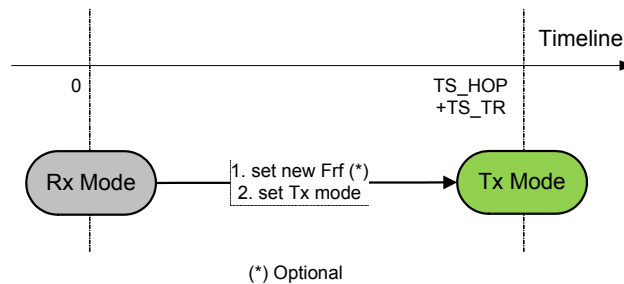 Timeline
0
TS_HOP
+TS_TR
Rx Mode
1. set new Frf (*)
2. set Tx mode
Tx Mode
(*) Optional